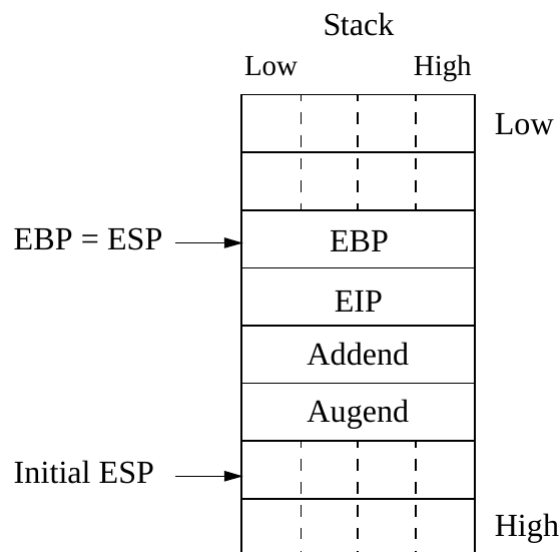 Stack
Low High
Low
EBP = ESP EBP
EIP
Addend
Augend
Initial ESP
High